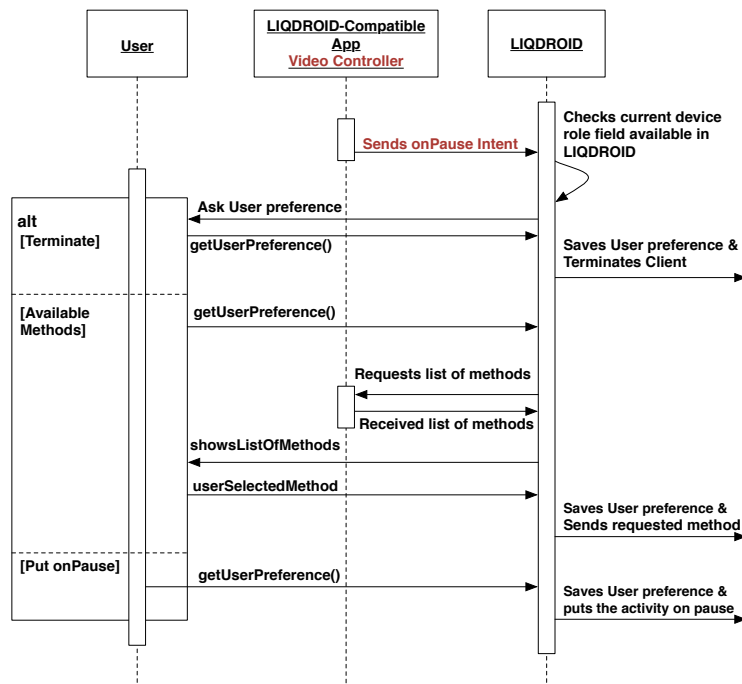 User
LIQDROID-Compatible
App
Video Controller
LIQDROID
Checks current device
role field available in
LIQDROID
Sends onPause Intent
Ask User preference
alt
[Terminate]
getUserPreference()
Saves User preference &
Terminates Client
[Available
Methods]
getUserPreference()
Requests list of methods
Received list of methods
showsListOfMethods
userSelectedMethod
Saves User preference &
Sends requested method
[Put onPause]
getUserPreference()
Saves User preference &
puts the activity on pause